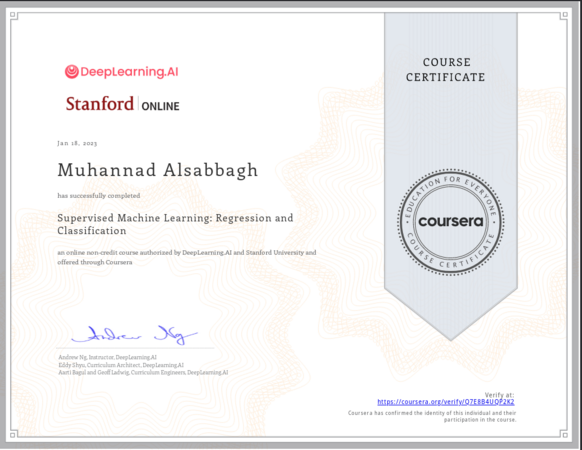 DeepLearning.AI
Stanford | ONLINE
Jan 18, 2023
Muhannad Alsabbagh
has successfully completed
Supervised Machine Learning: Regression and
Classification
an online non-credit course authorized by DeepLearning.AI and Stanford University and
offered through Coursera
Andrew Ng
Andrew Ng, Instructor, DeepLearning.AI
Eddy Shyu, Curriculum Architect, DeepLearning.AI
Aarti Bagul and Geoff Ladwig, Curriculum Engineers, DeepLearning.AI
COURSE
CERTIFICATE
EDUCATION FOR EVERYONE
coursera
COURSE CERTIFICATE
Verify at:
https://coursera.org/verify/Q7E8B4UQP2K2
Coursera has confirmed the identity of this individual and their
participation in the course.